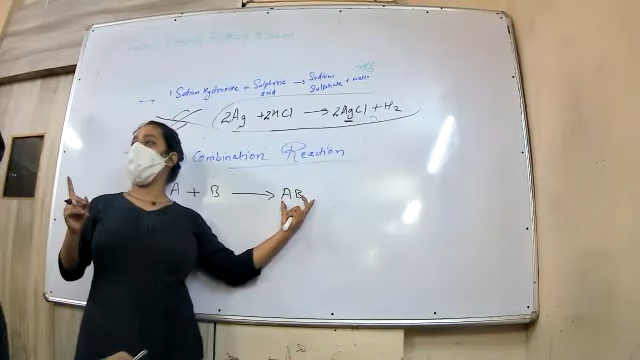 → Sodium Hydroxide + Sulphuric acid → Sodium Sulphate + water
2Ag + 2HCl → 2AgCl + H2
Combination Reaction
A + B → AB